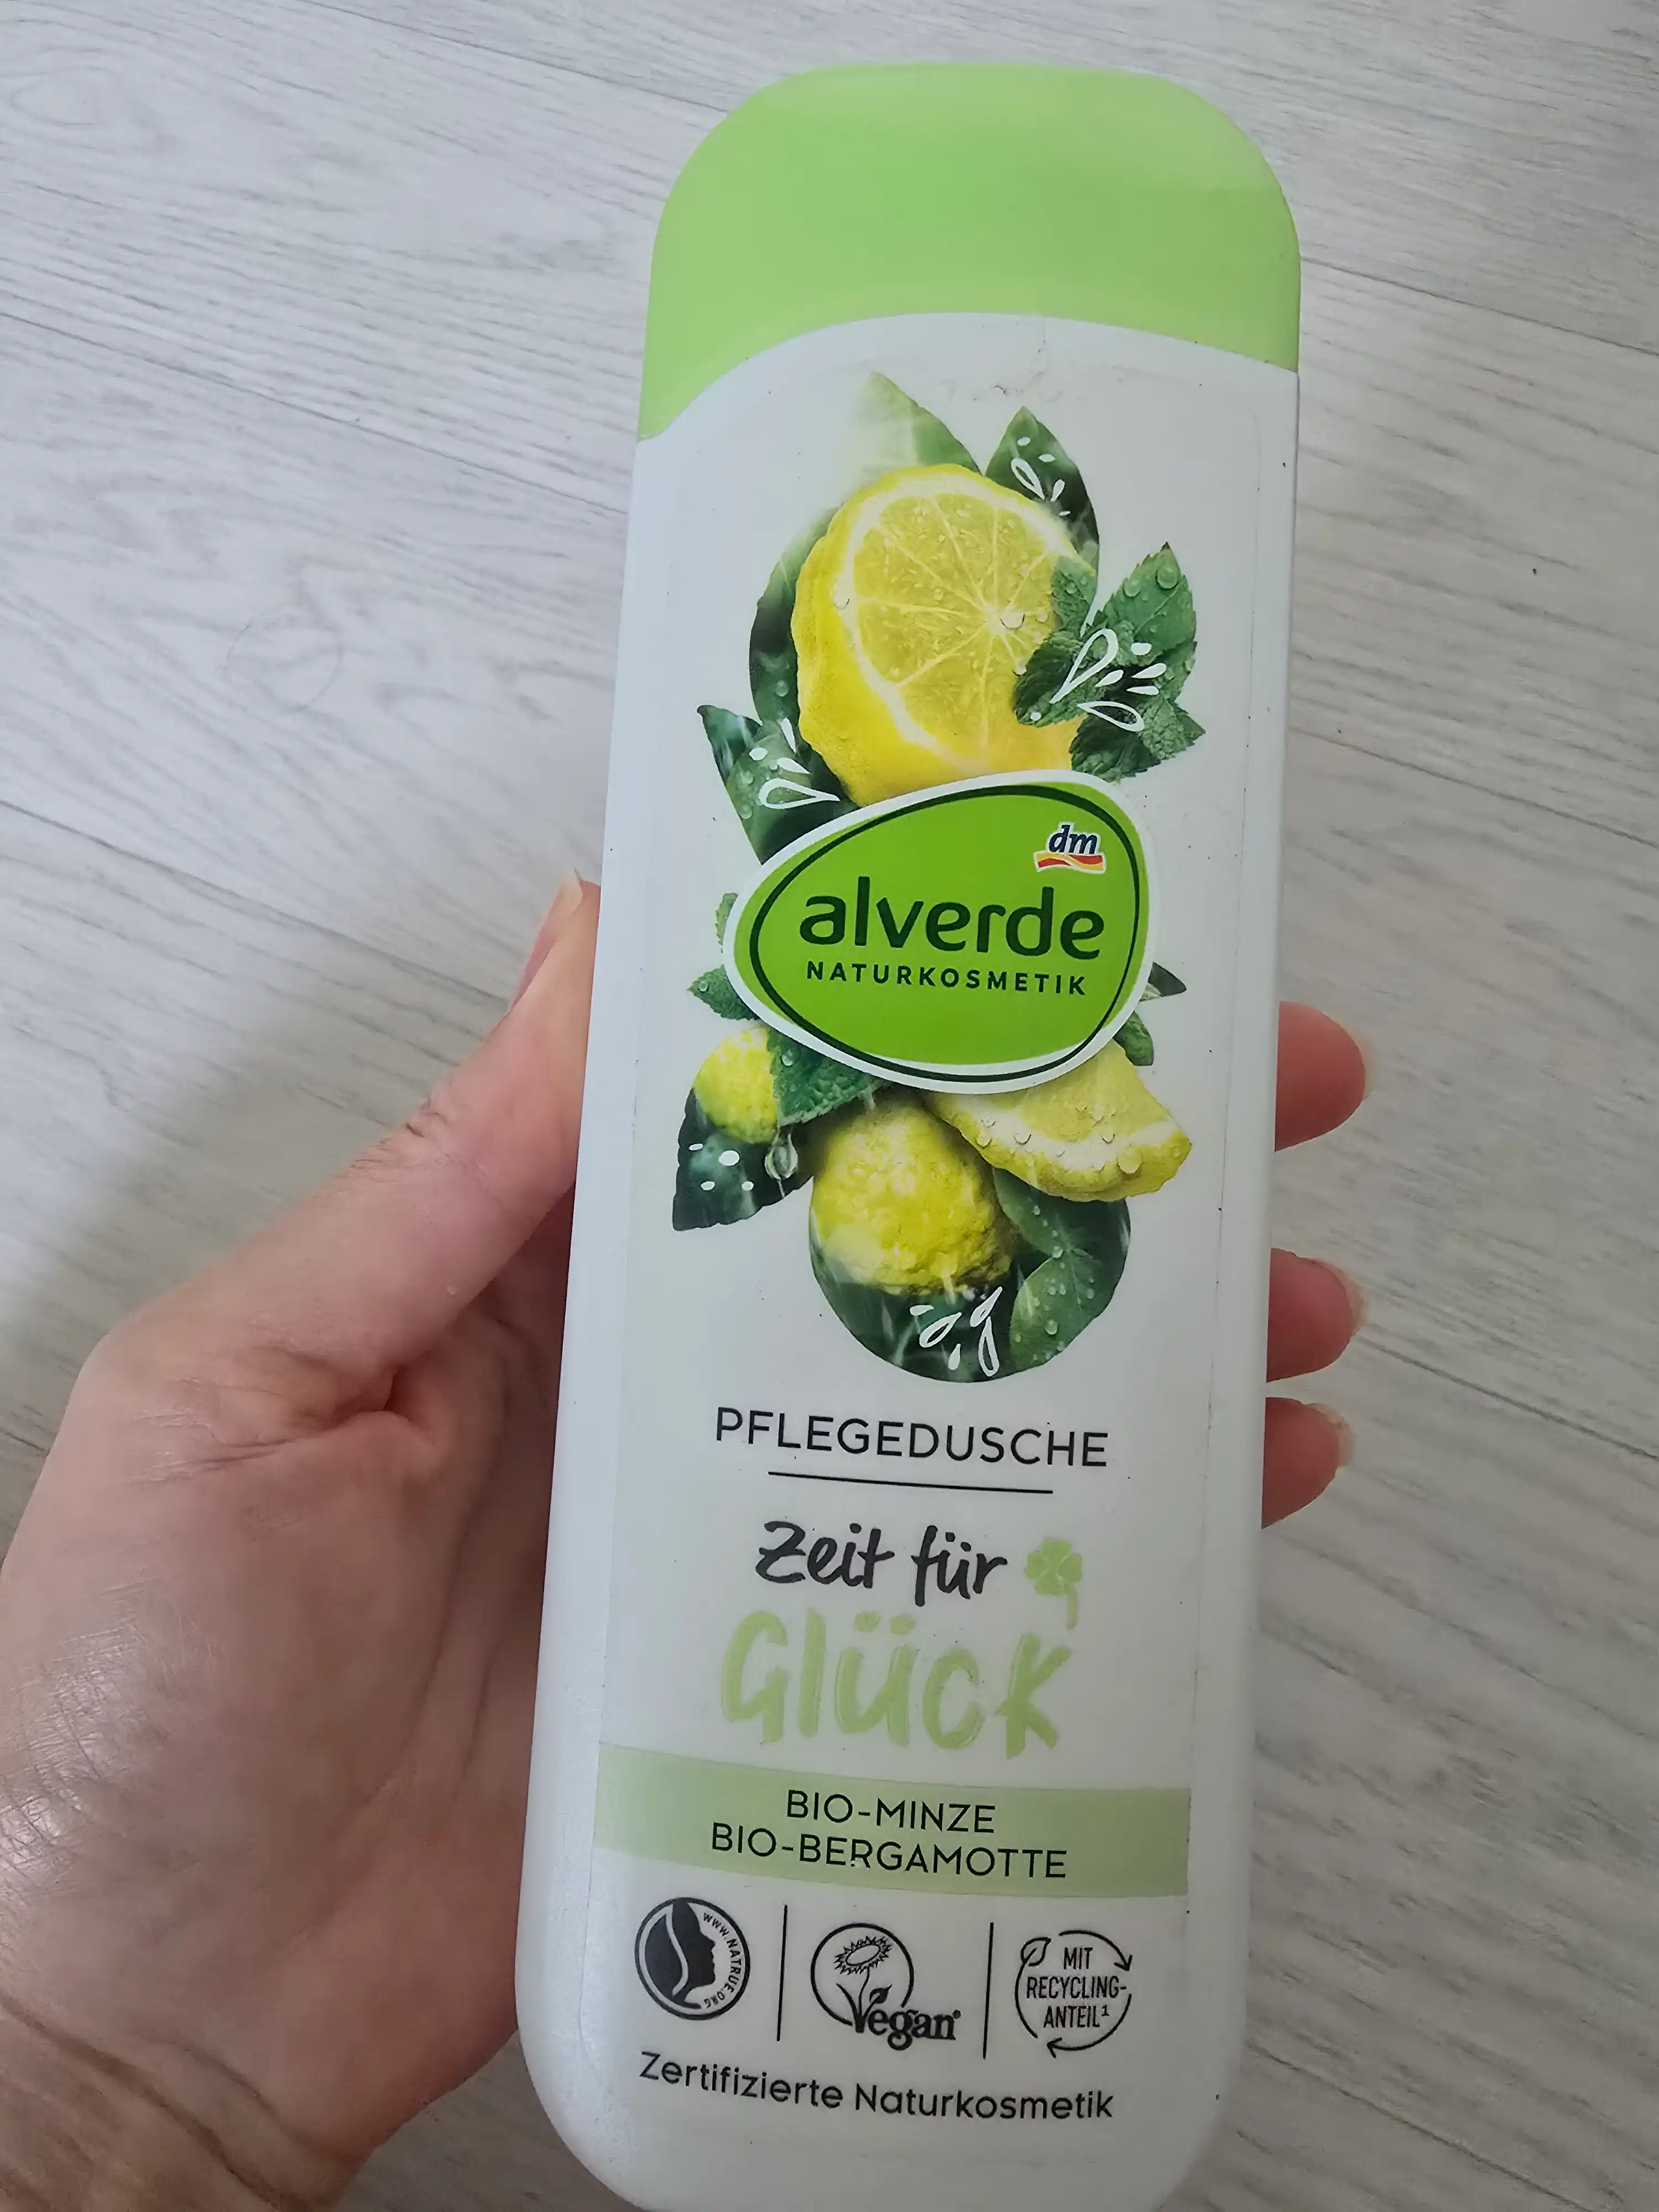 dm
alverde
NATURKOSMETIK
PFLEGEDUSCHE
Zeit für
Glück
BIO-MINZE
BIO-BERGAMOTTE
WWW.NATRUE.ORG
Vegan
MIT
RECYCLING-
ANTEIL¹
Zertifizierte Naturkosmetik